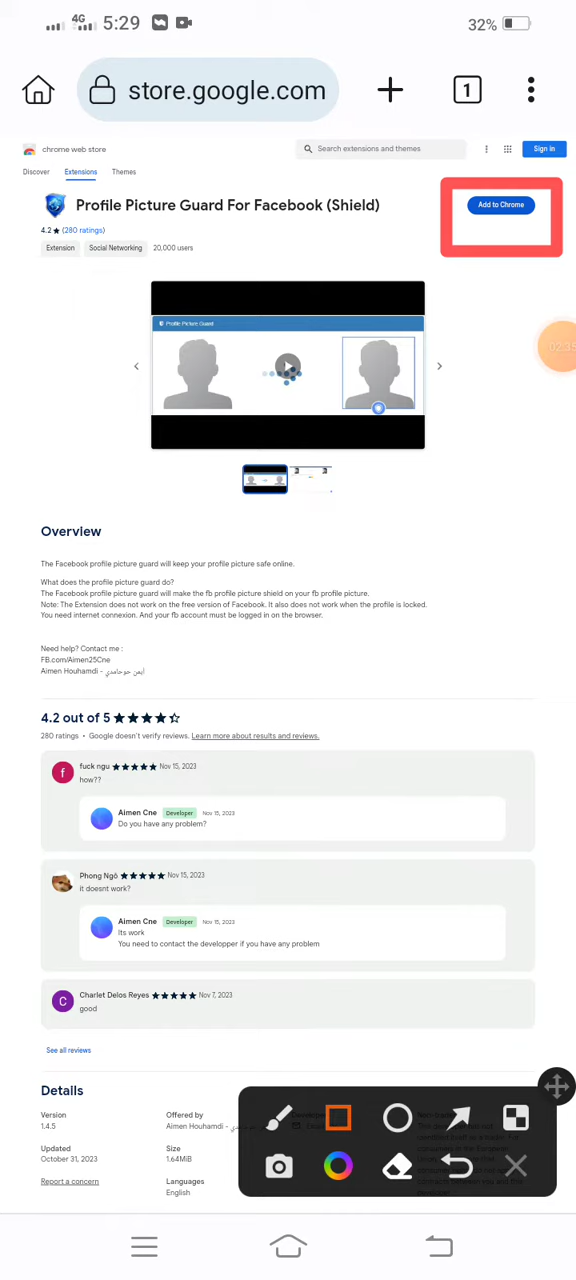 4G 5:29 32%
store.google.com 1
chrome web store Search extensions and themes Sign in
Discover Extensions Themes
Profile Picture Guard For Facebook (Shield) Add to Chrome
4.2 ★ (280 ratings)
Extension Social Networking 20,000 users
Profile Picture Guard
Overview
The Facebook profile picture guard will keep your profile picture safe online.
What does the profile picture guard do?
The Facebook profile picture guard will make the fb profile picture shield on your fb profile picture.
Note: The Extension does not work on the free version of Facebook. It also does not work when the profile is locked.
You need internet connexion. And your fb account must be logged in on the browser.
Need help? Contact me :
FB.com/Aimen25Cne
Aimen Houhamdi - ايمن حوحامدي
4.2 out of 5 ★★★★⯪
280 ratings • Google doesn't verify reviews. Learn more about results and reviews.
f fuck ngu ★★★★★ Nov 15, 2023
how??
Aimen Cne Developer Nov 15, 2023
Do you have any problem?
Phong Ngô ★★★★★ Nov 15, 2023
it doesnt work?
Aimen Cne Developer Nov 15, 2023
Its work
You need to contact the developper if you have any problem
C Charlet Delos Reyes ★★★★★ Nov 7, 2023
good
See all reviews
Details
Version Offered by
1.4.5 Aimen Houhamdi -
Updated Size
October 31, 2023 1.64MiB
Report a concern Languages
English